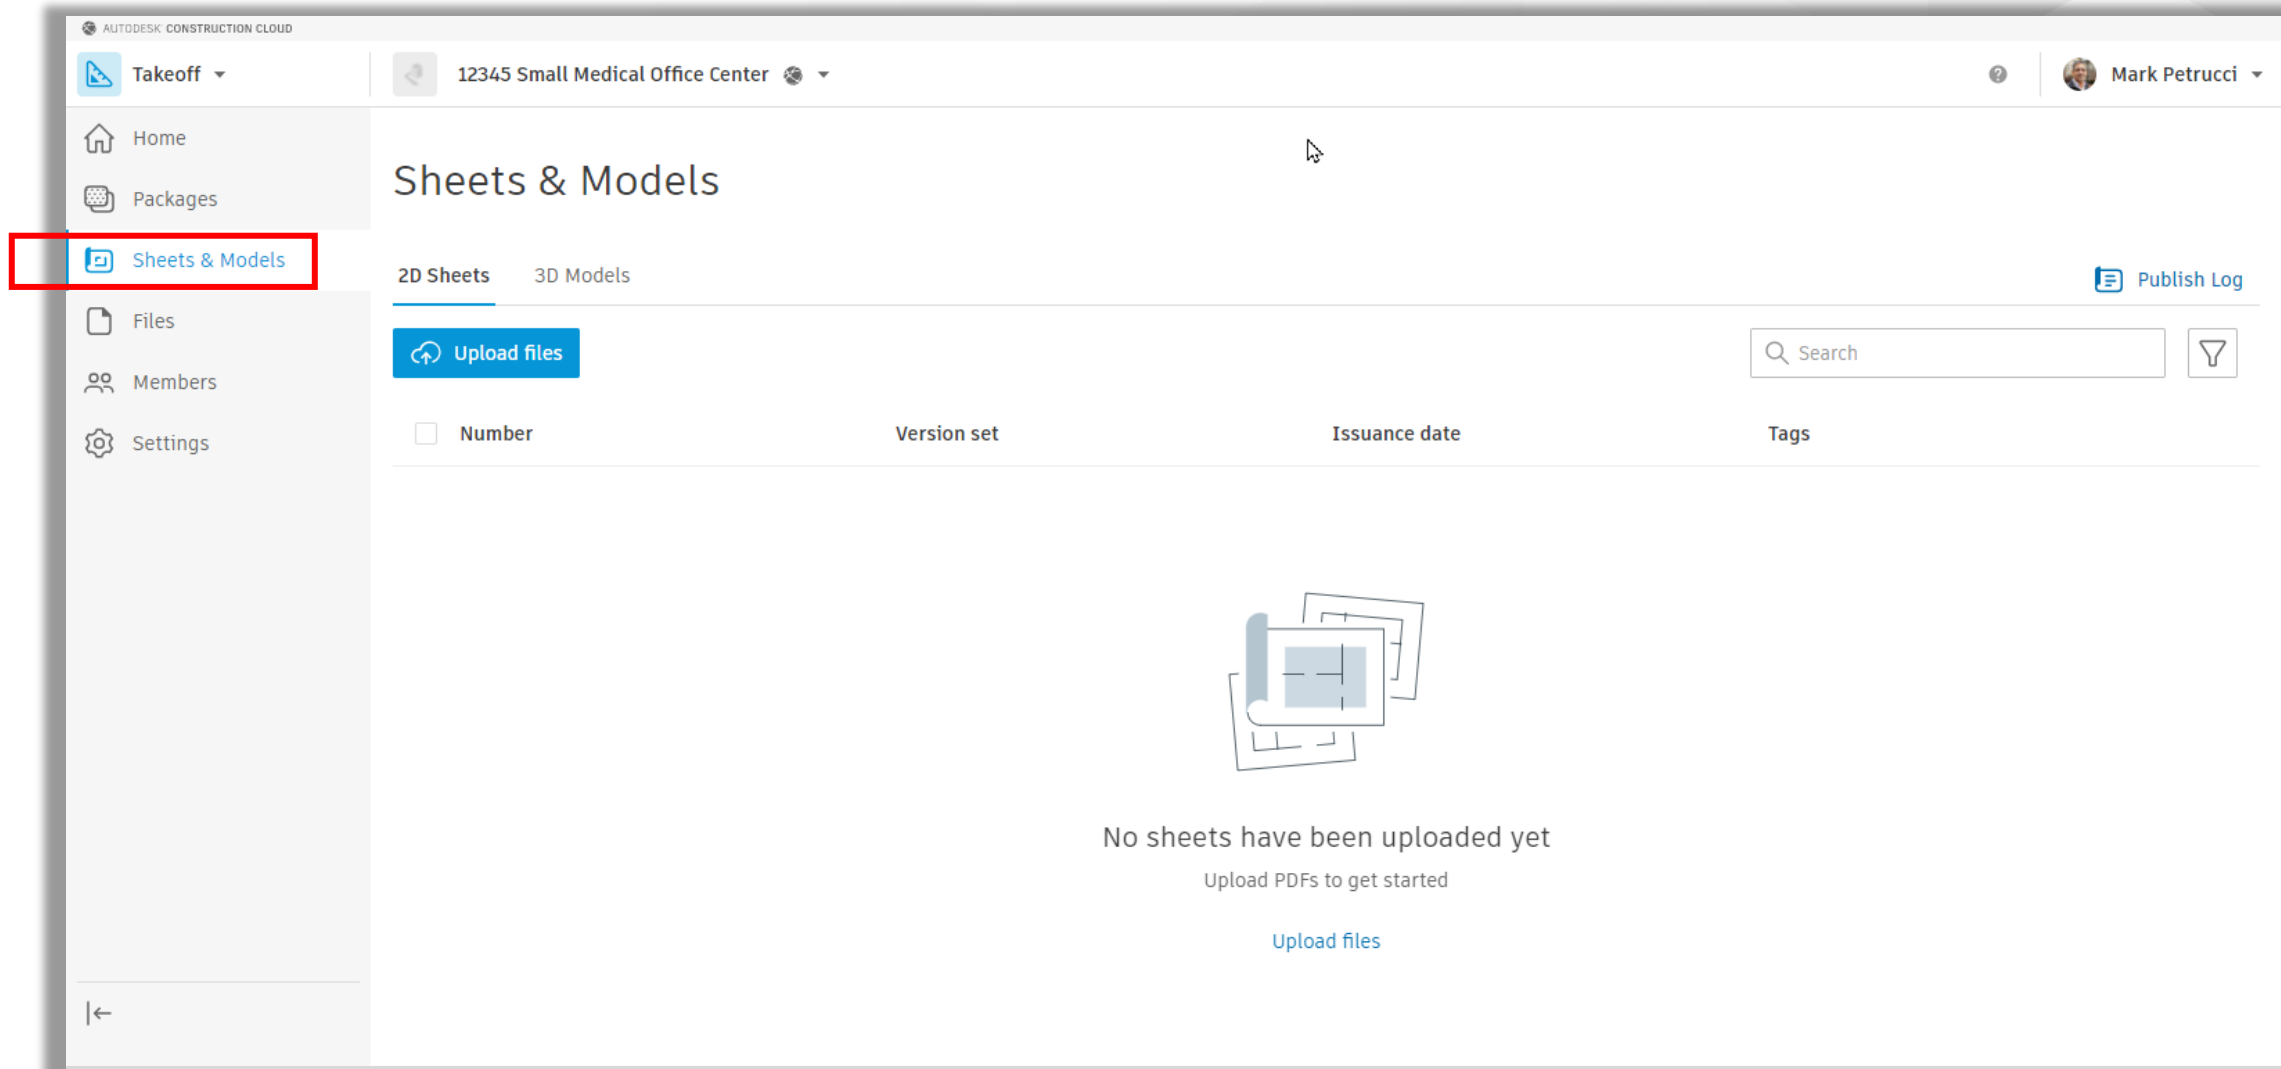 AUTODESK CONSTRUCTION CLOUD
Takeoff
12345 Small Medical Office Center
Mark Petrucci
Home
Packages
Sheets & Models
Files
Members
Settings
Sheets & Models
2D Sheets 3D Models
Publish Log
Upload files
Search
Number Version set Issuance date Tags
No sheets have been uploaded yet
Upload PDFs to get started
Upload files